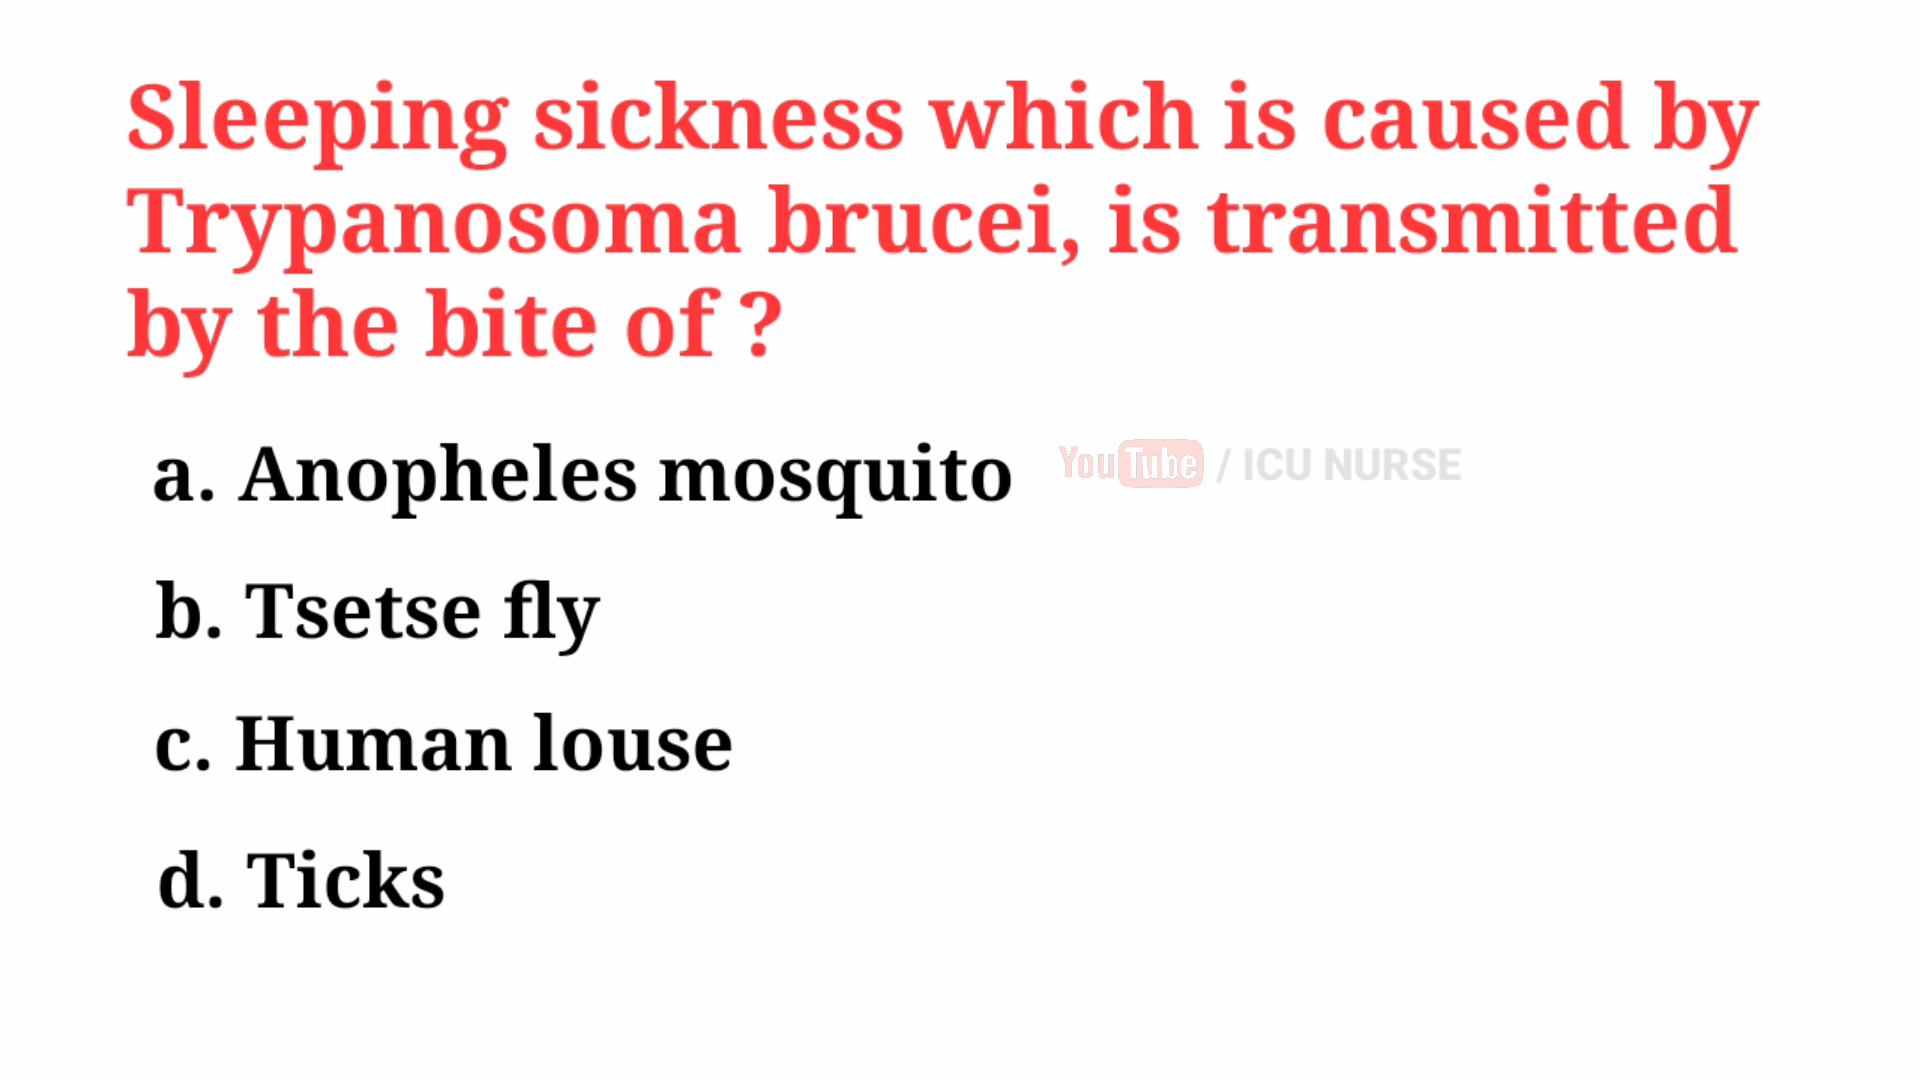 Sleeping sickness which is caused by
Trypanosoma brucei, is transmitted
by the bite of ?
a. Anopheles mosquito
YouTube / ICU NURSE
b. Tsetse fly
c. Human louse
d. Ticks